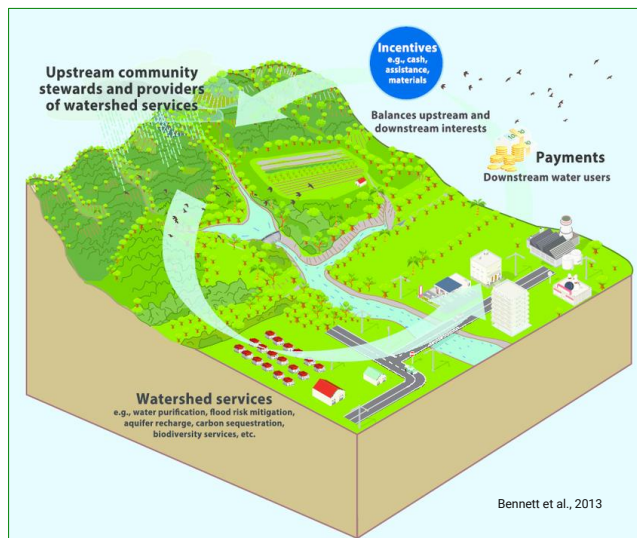 Upstream community
stewards and providers
of watershed services
Incentives
e.g., cash,
assistance,
materials
Balances upstream and
downstream interests
Payments
Downstream water users
Watershed services
e.g., water purification, flood risk mitigation,
aquifer recharge, carbon sequestration,
biodiversity services, etc.
Bennett et al., 2013